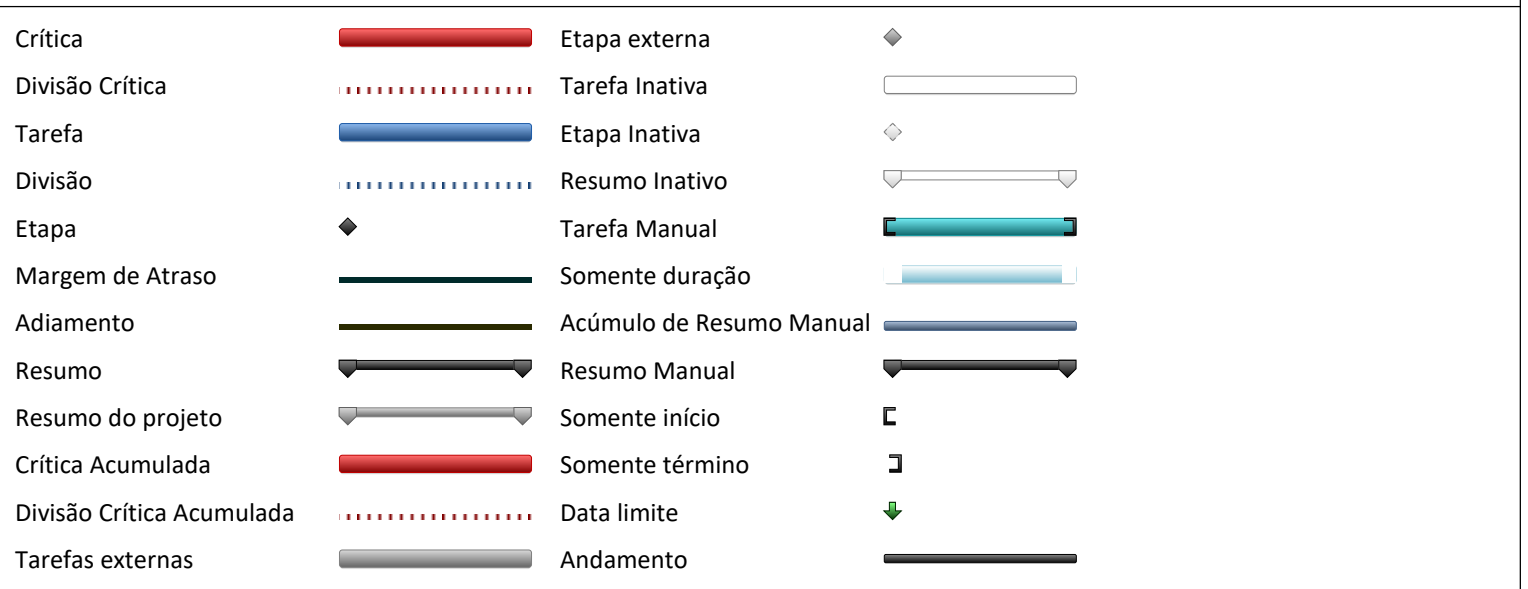 Crítica
Divisão Crítica
Tarefa
Divisão
Etapa
Margem de Atraso
Adiamento
Resumo
Resumo do projeto
Crítica Acumulada
Divisão Crítica Acumulada
Tarefas externas
Etapa externa
Tarefa Inativa
Etapa Inativa
Resumo Inativo
Tarefa Manual
Somente duração
Acúmulo de Resumo Manual
Resumo Manual
Somente início
Somente término
Data limite
Andamento